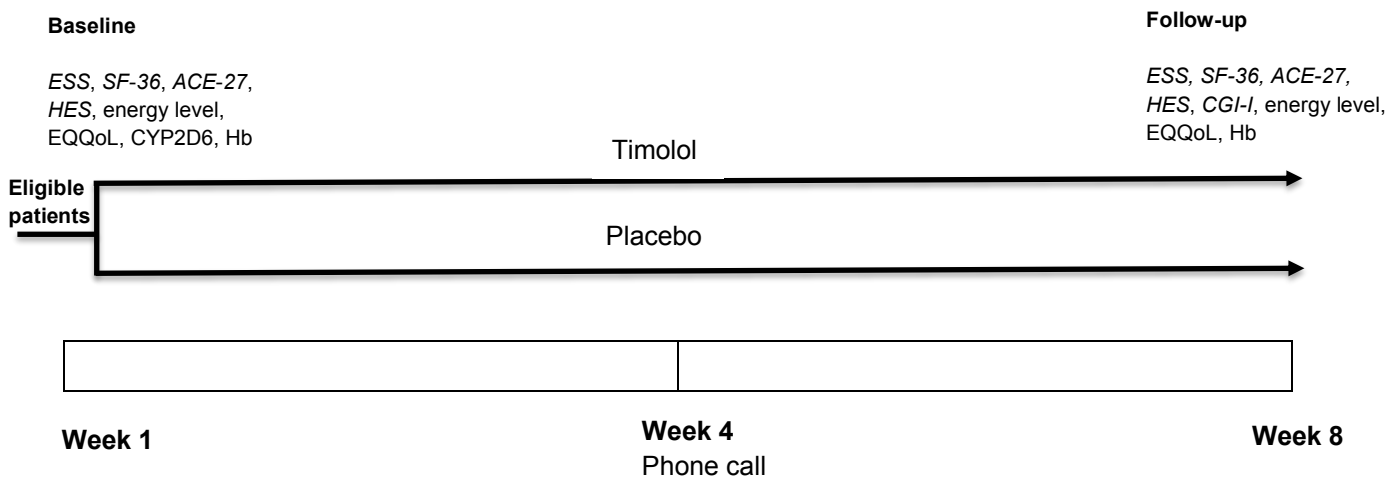 Baseline
ESS, SF-36, ACE-27,
HES, energy level,
EQQoL, CYP2D6, Hb
Follow-up
ESS, SF-36, ACE-27,
HES, CGI-I, energy level,
EQQoL, Hb
Timolol
Eligible
patients
Placebo
Week 1
Week 4
Phone call
Week 8